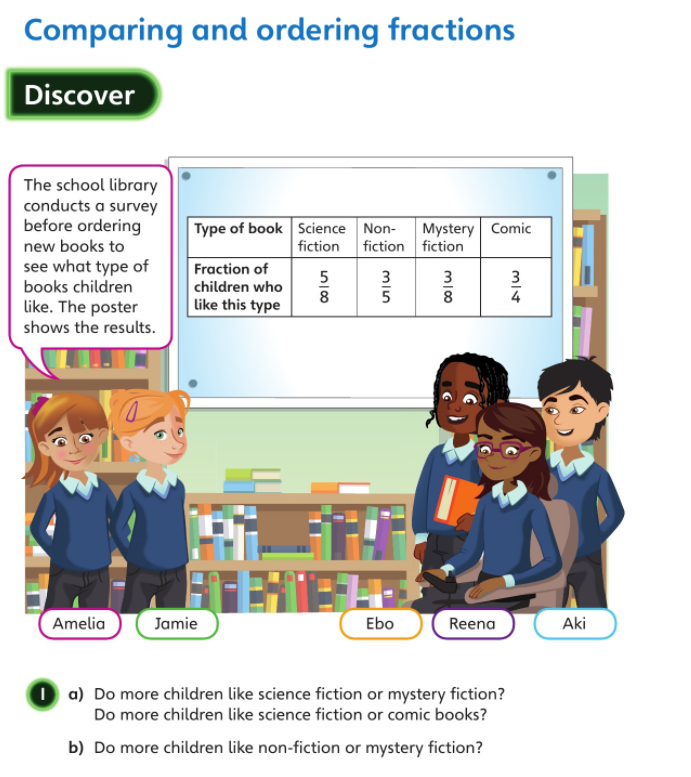 Comparing and ordering fractions
Discover
The school library
conducts a survey
before ordering
new books to
see what type of
books children
like. The poster
shows the results.
Type of book Science fiction Non-fiction Mystery fiction Comic
Fraction of children who like this type 5/8 3/5 3/8 3/4
Amelia Jamie Ebo Reena Aki
1 a) Do more children like science fiction or mystery fiction?
Do more children like science fiction or comic books?
b) Do more children like non-fiction or mystery fiction?